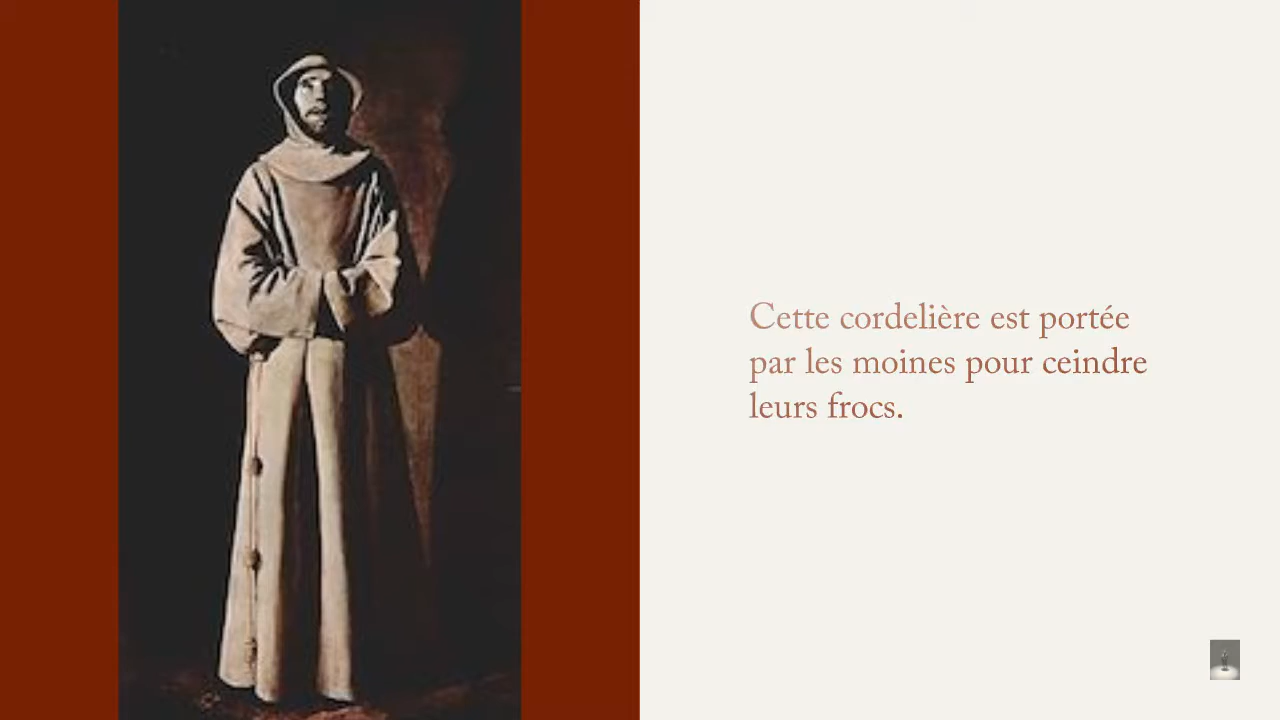 Cette cordelière est portée
par les moines pour ceindre
leurs frocs.